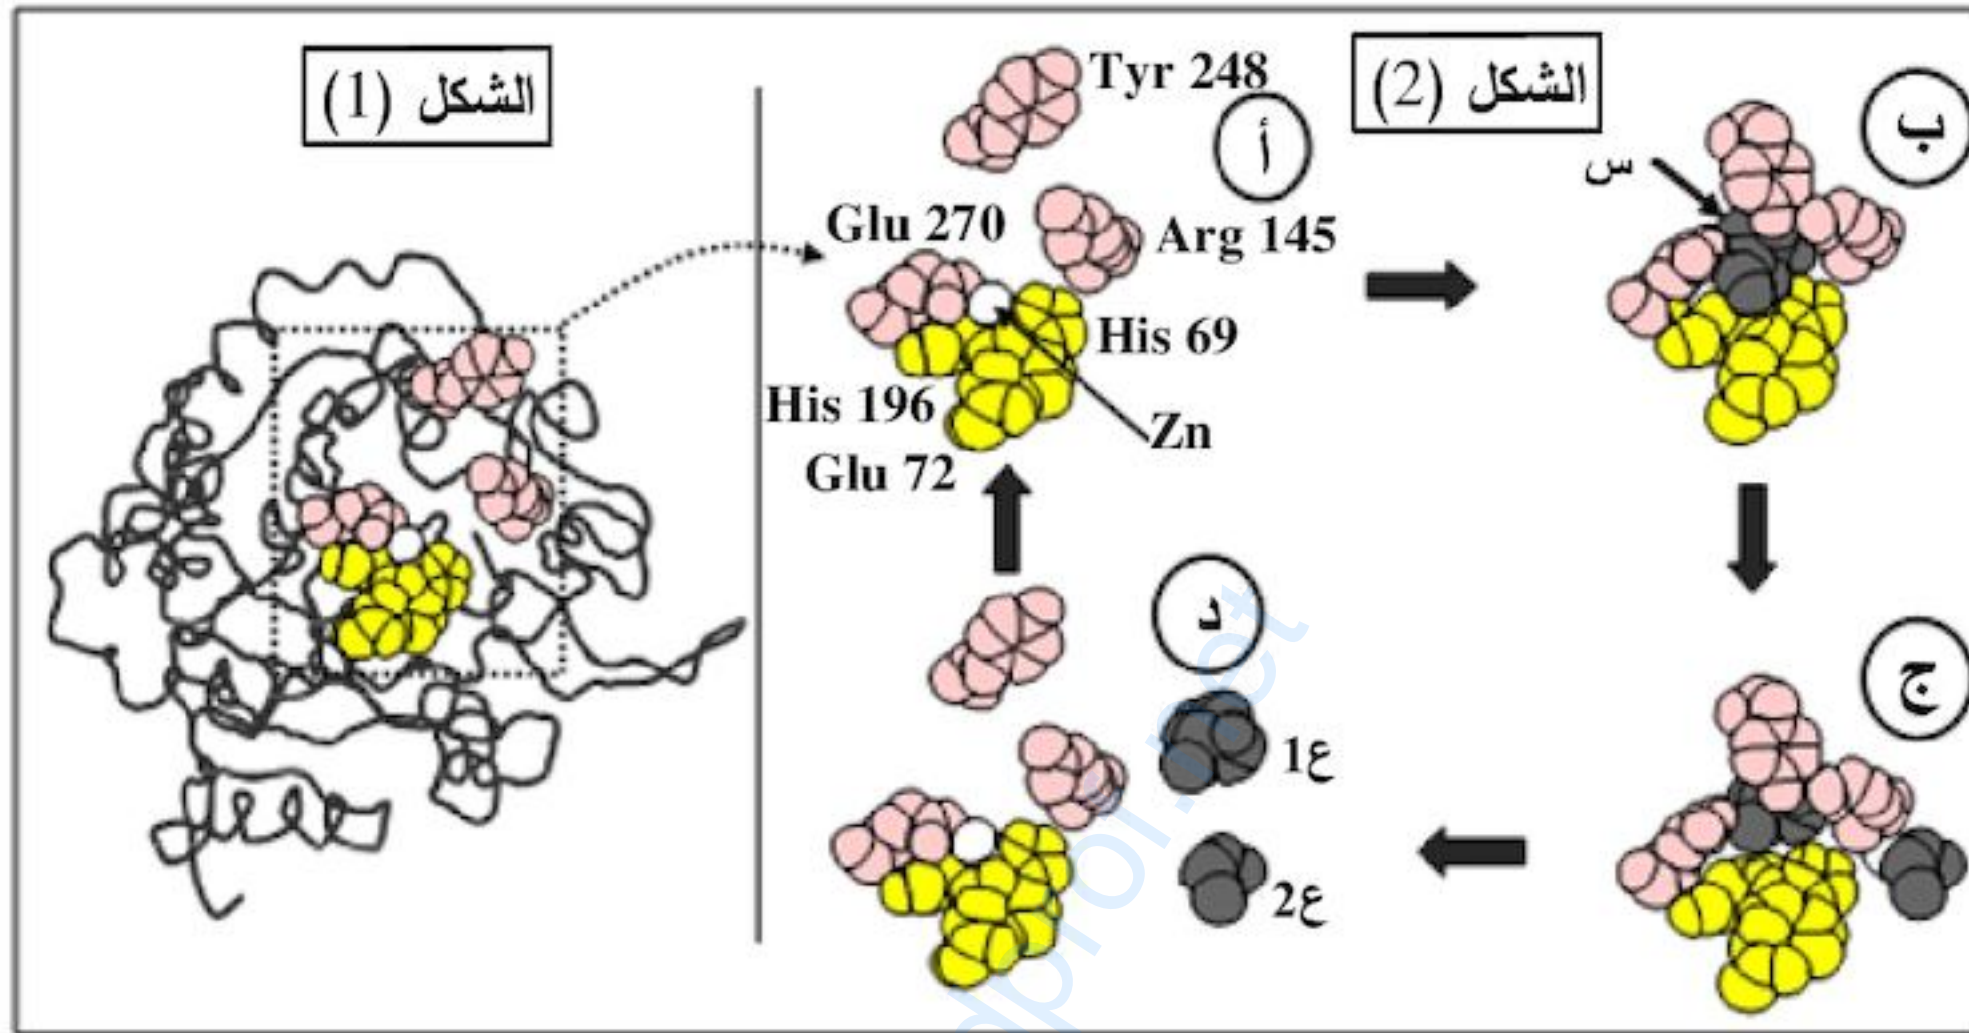 الشكل (1)
الشكل (2)
Tyr 248
أ
ب
س
Glu 270
Arg 145
His 69
His 196
Zn
Glu 72
د
ج
ع1
ع2